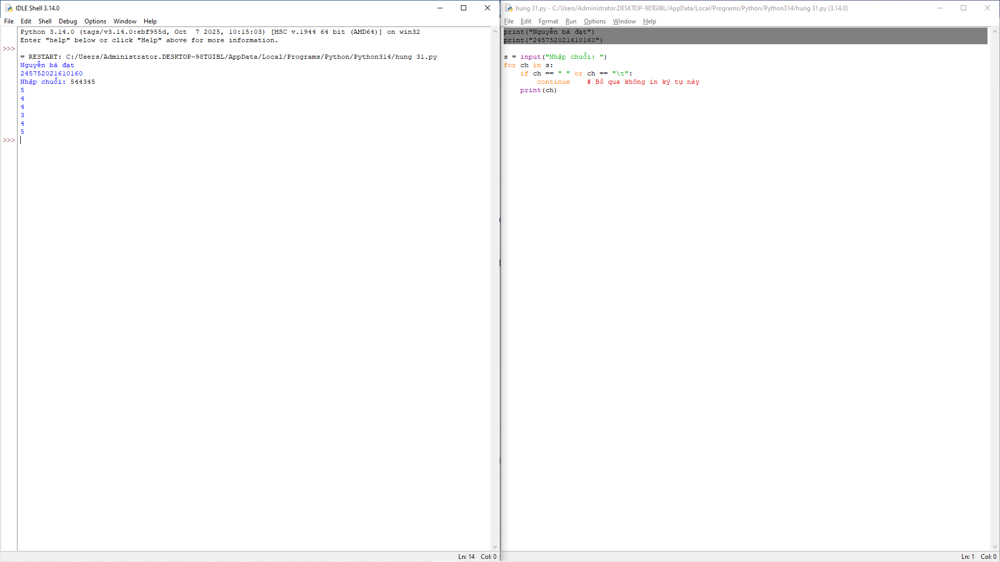 IDLE Shell 3.14.0
File Edit Shell Debug Options Window Help
Python 3.14.0 (tags/v3.14.0:ebf955d, Oct  7 2025, 10:15:03) [MSC v.1944 64 bit (AMD64)] on win32
Enter "help" below or click "Help" above for more information.
>>>
= RESTART: C:/Users/Administrator.DESKTOP-98TGIBL/AppData/Local/Programs/Python/Python314/hung 31.py
Nguyễn bá đạt
245752021610160
Nhập chuỗi: 544345
5
4
4
3
4
5
>>>
Ln: 14 Col: 0
hung 31.py - C:/Users/Administrator.DESKTOP-98TGIBL/AppData/Local/Programs/Python/Python314/hung 31.py (3.14.0)
File Edit Format Run Options Window Help
print("Nguyễn bá đạt")
print("245752021610160")
s = input("Nhập chuỗi: ")
for ch in s:
    if ch == " " or ch == "\t":
        continue    # Bỏ qua không in ký tự này
    print(ch)
Ln: 1 Col: 0